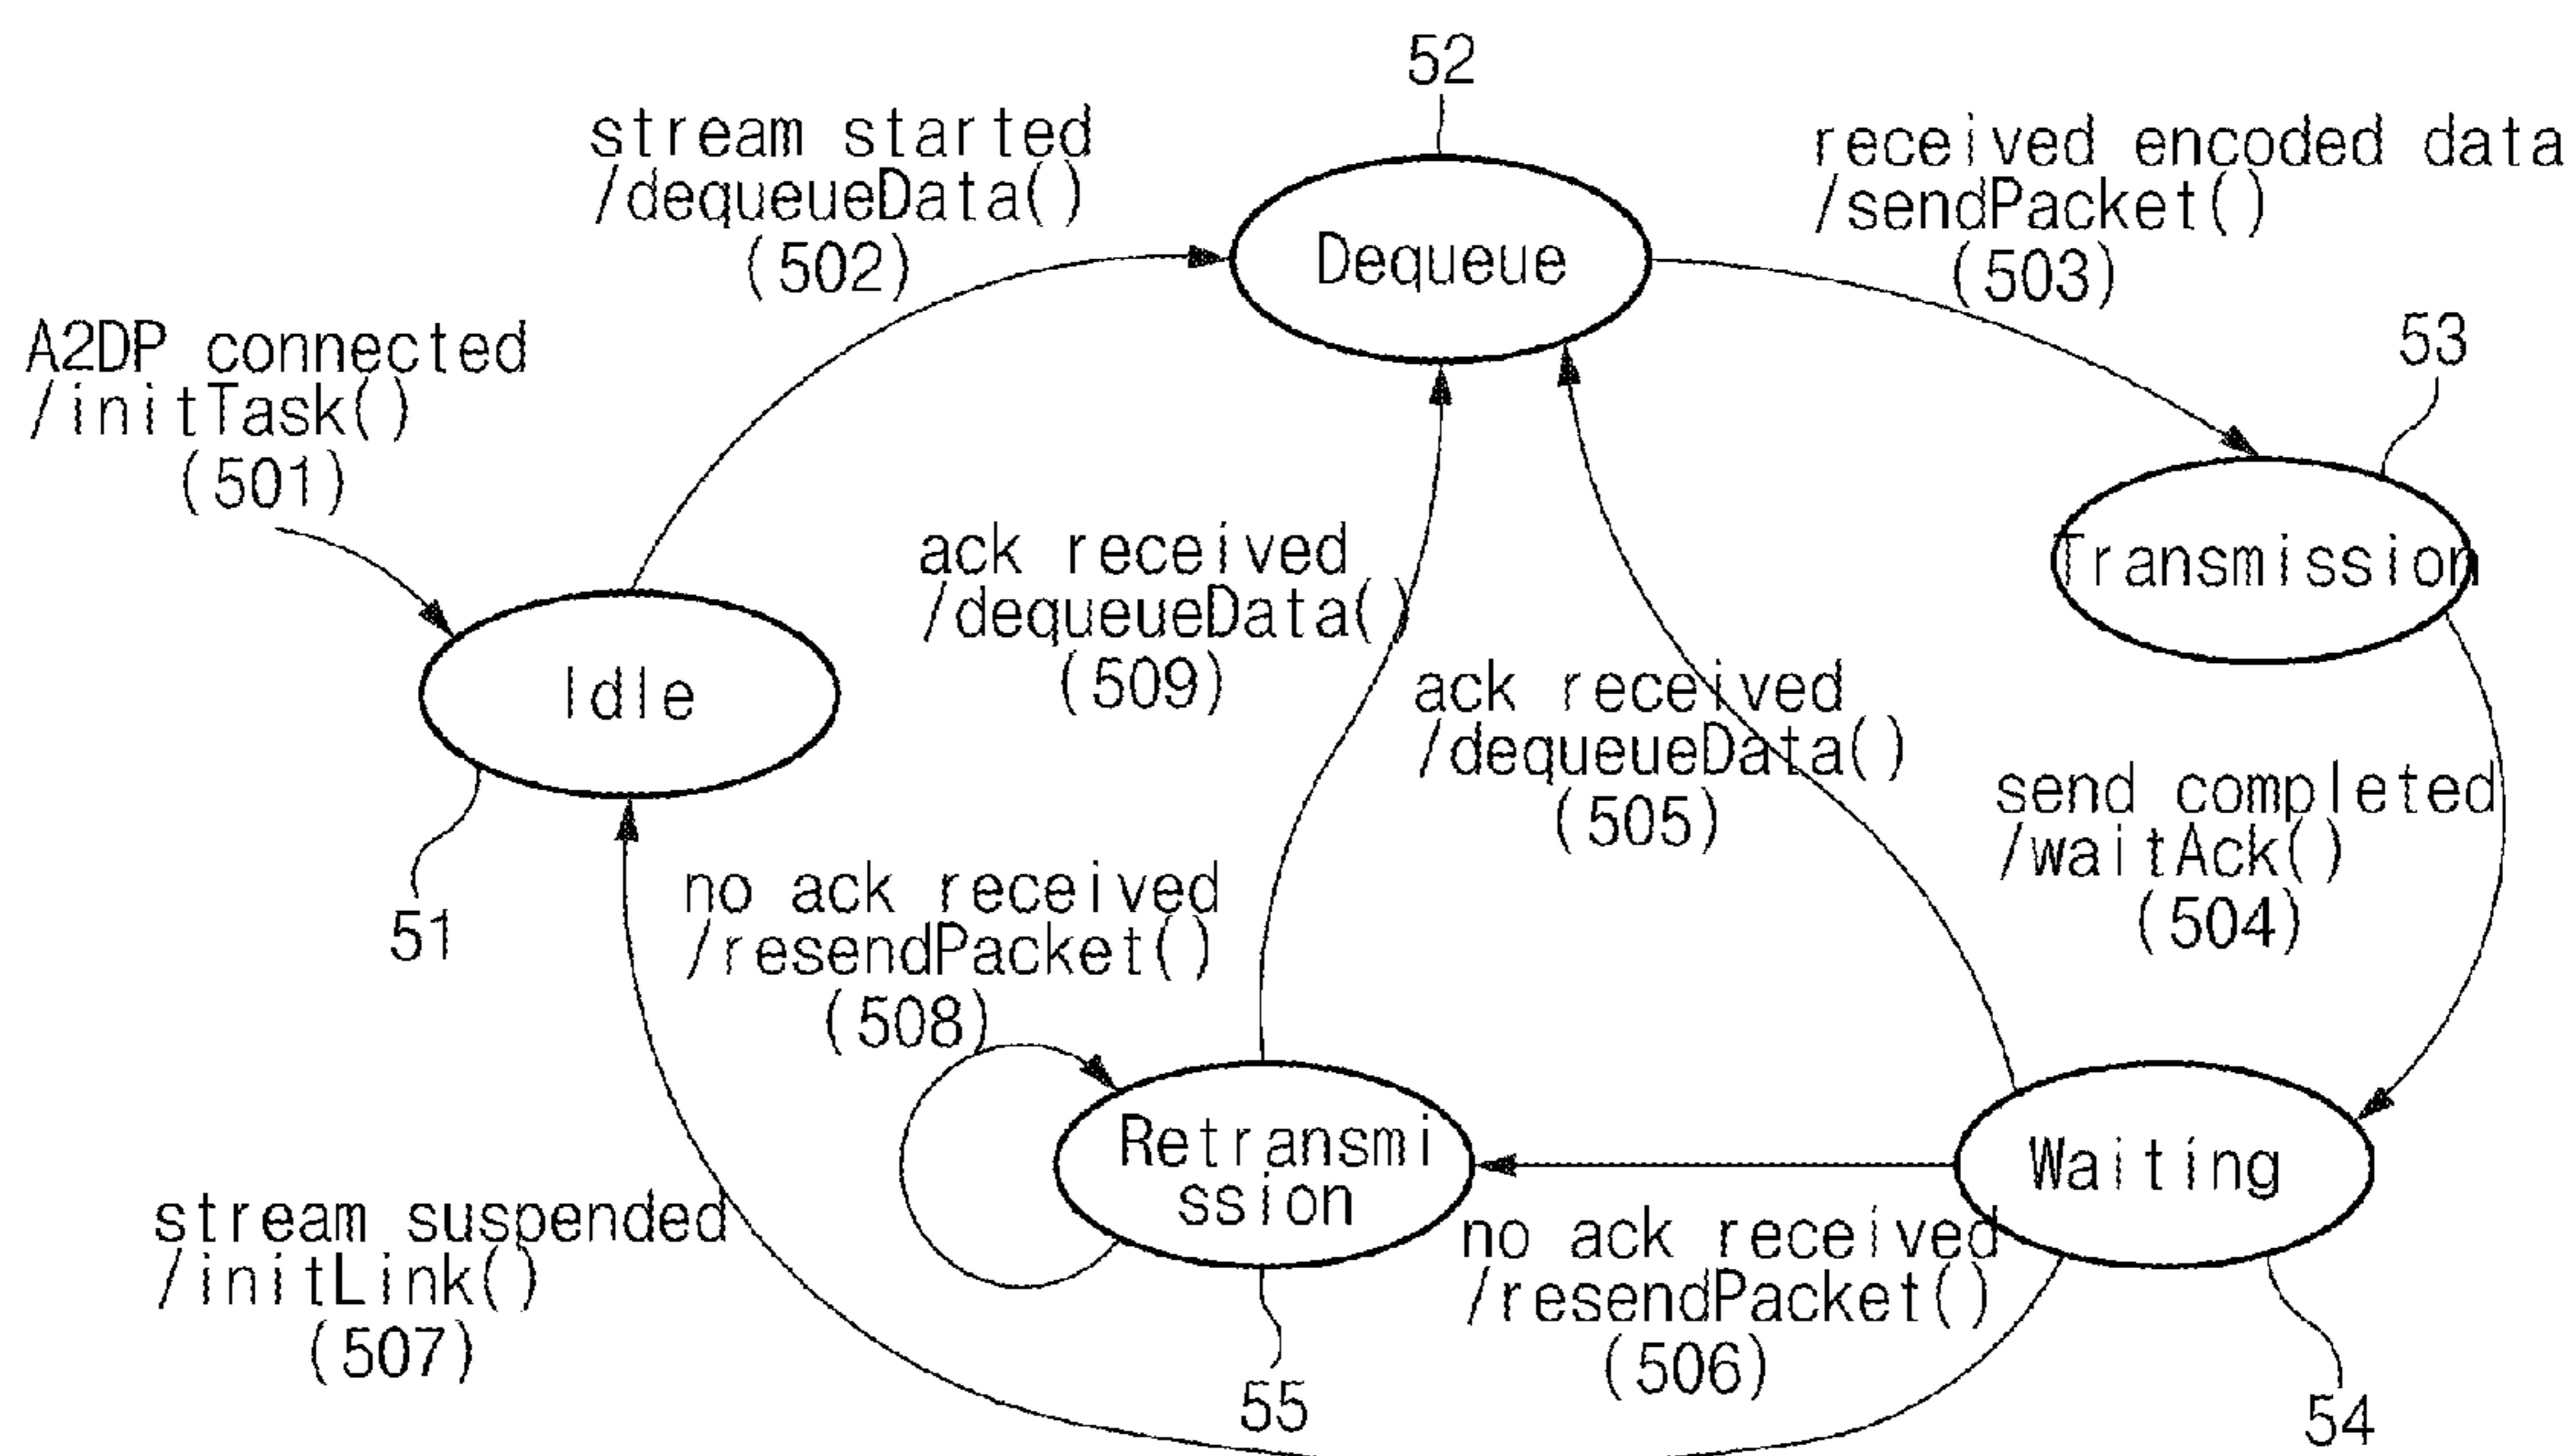 52
stream started
/dequeueData()
(502)
received encoded data
/sendPacket()
(503)
Dequeue
A2DP connected
/initTask()
(501)
53
Transmission
ack received
/dequeueData()
(509)
Idle
ack received
/dequeueData()
(505)
send completed
/waitAck()
(504)
51
no ack received
/resendPacket()
(508)
Retransmi
ssion
Waiting
stream suspended
/initLink()
(507)
no ack received
/resendPacket()
(506)
55
54